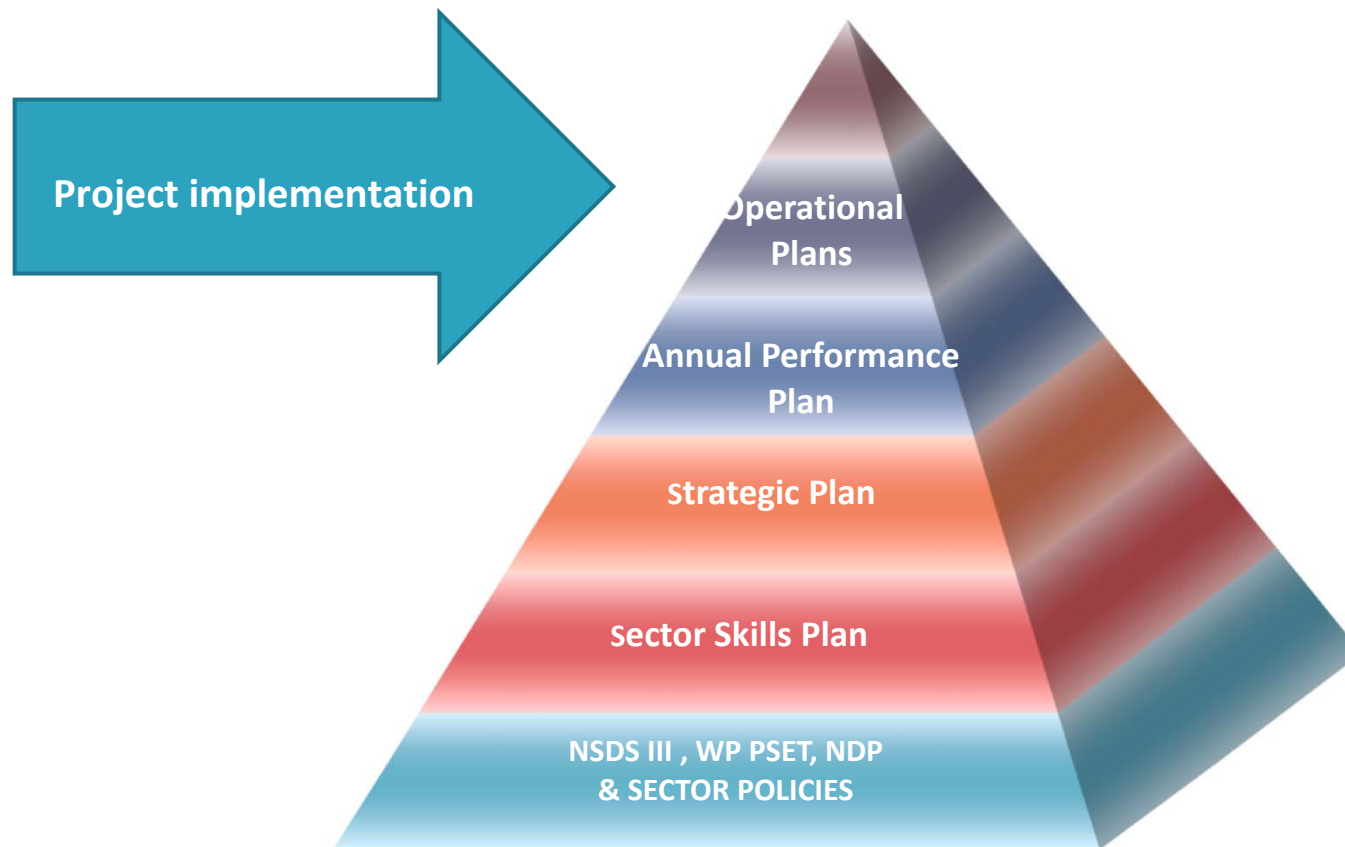 Project implementation
Operational
Plans
Annual Performance
Plan
Strategic Plan
Sector Skills Plan
NSDS III , WP PSET, NDP
& SECTOR POLICIES